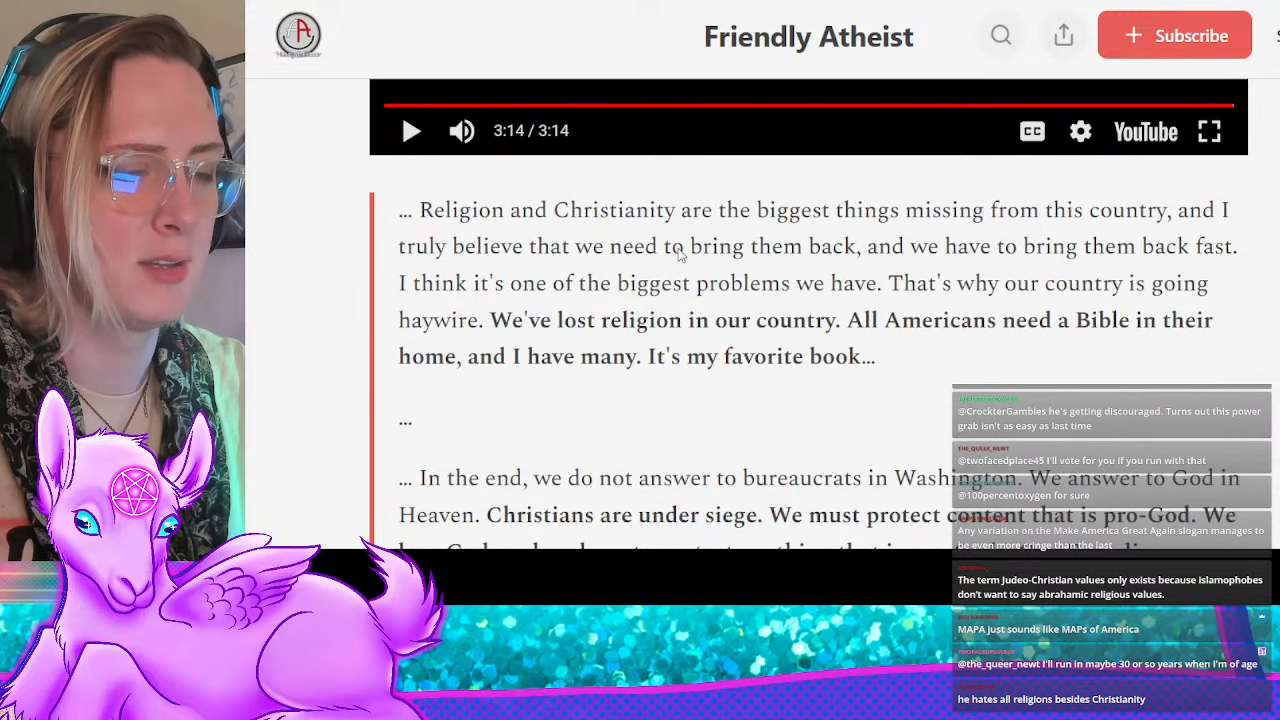 Friendly Atheist
Subscribe
3:14 / 3:14
CC
YouTube
... Religion and Christianity are the biggest things missing from this country, and I
truly believe that we need to bring them back, and we have to bring them back fast.
I think it's one of the biggest problems we have. That's why our country is going
haywire. We've lost religion in our country. All Americans need a Bible in their
home, and I have many. It's my favorite book...
...
... In the end, we do not answer to bureaucrats in Washington. We answer to God in
Heaven. Christians are under siege. We must protect content that is pro-God. We
@CrockterGambles he's getting discouraged. Turns out this power
grab isn't as easy as last time
THE_QUEER_NEWT
@twofacedplace45 I'll vote for you if you run with that
@100percentoxygen for sure
Any variation on the Make America Great Again slogan manages to
be even more cringe than the last
The term Judeo-Christian values only exists because islamophobes
don't want to say abrahamic religious values.
MAPA just sounds like MAPs of America
@the_queer_newt I'll run in maybe 30 or so years when I'm of age
he hates all religions besides Christianity